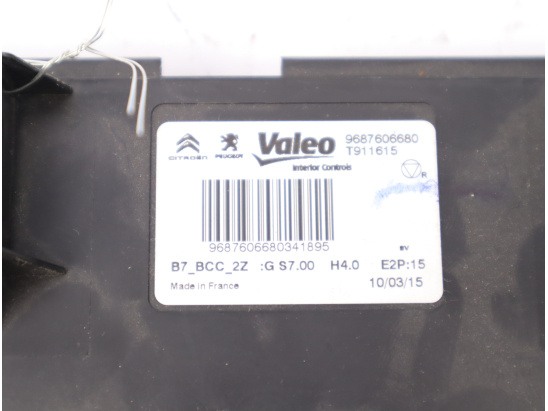 CITROËN PEUGEOT Valeo 9687606680
T911615
Interior Controls
R
9687606680341895
EV
B7_BCC_2Z :G S7.00 H4.0 E2P:15
Made in France 10/03/15